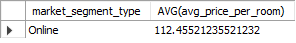 market_segment_type AVG(avg_price_per_room)
Online 112.45521235521232